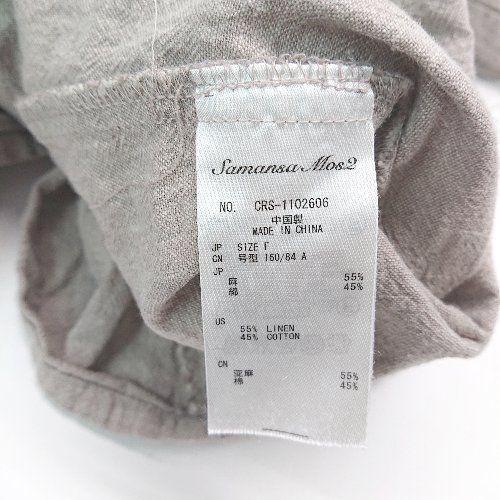 Samansa Mos2
NO. CRS-1102606
中国製
MADE IN CHINA
JP SIZE F
CN 号型 160/84 A
JP
麻 55%
綿 45%
US
55% LINEN
45% COTTON
CN
亚麻 55%
棉 45%